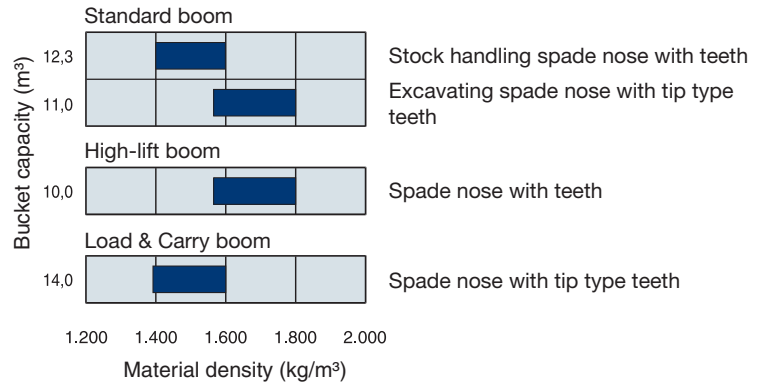 Standard boom
12,3
Stock handling spade nose with teeth
11,0
Excavating spade nose with tip type
teeth
High-lift boom
10,0
Spade nose with teeth
Load & Carry boom
14,0
Spade nose with tip type teeth
Bucket capacity (m³)
1.200 1.400 1.600 1.800 2.000
Material density (kg/m³)